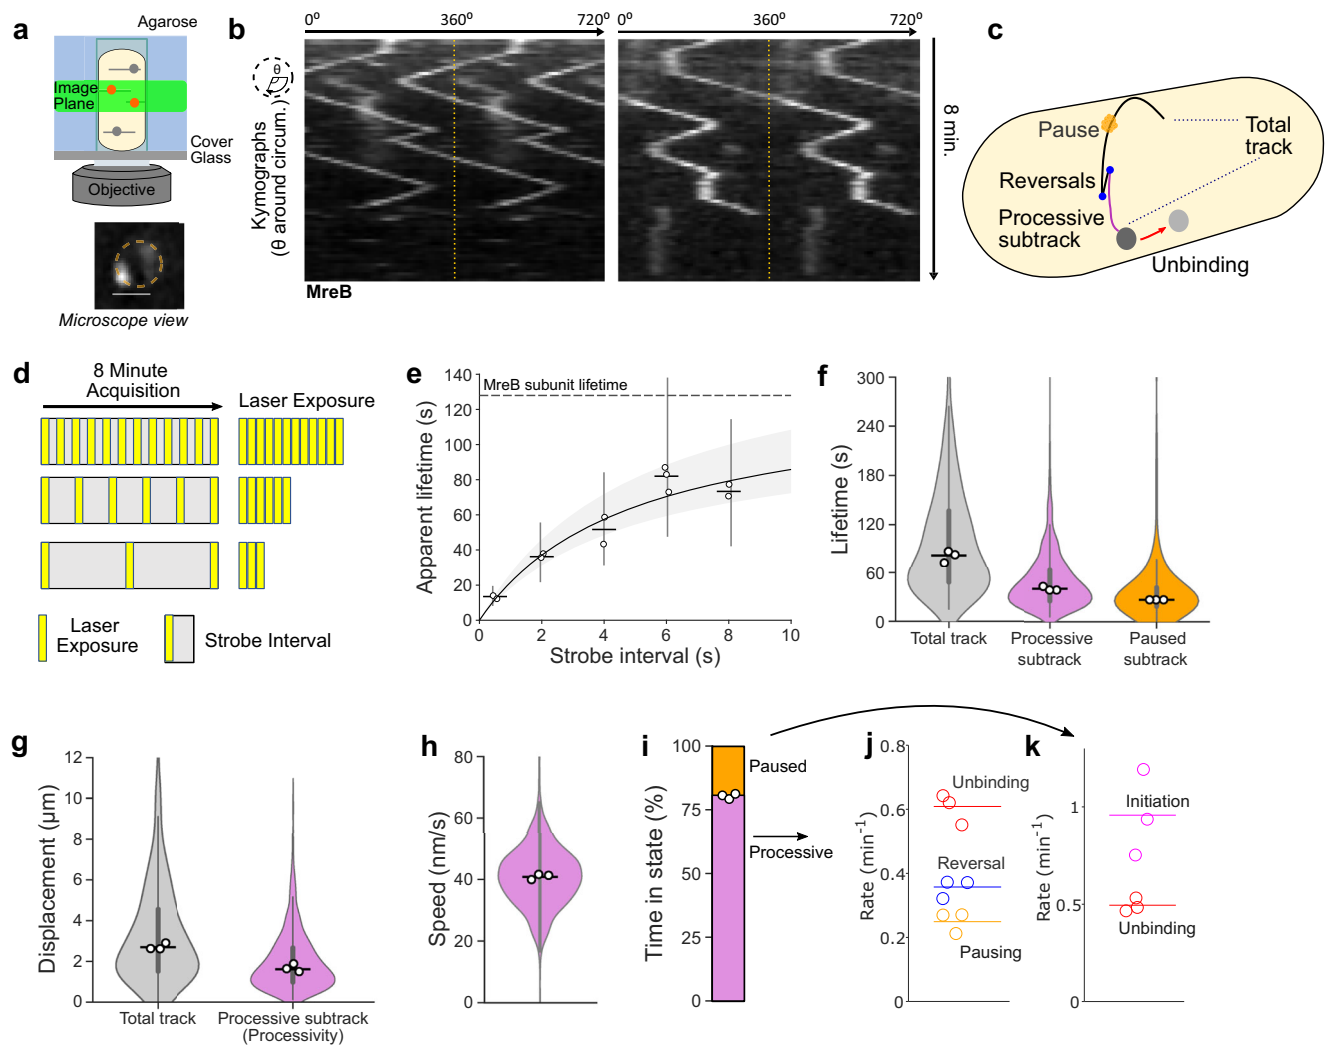 a
Agarose
Image
Plane
Cover
Glass
Objective
Microscope view
b
0º
360º
720º
0º
360º
720º
θ
Kymographs
(θ around circum.)
8 min.
MreB
c
Pause
Total
track
Reversals
Processive
subtrack
Unbinding
d
8 Minute
Acquisition
Laser Exposure
Laser
Exposure
Strobe Interval
e
Apparent lifetime (s)
140
120
100
80
60
40
20
0
MreB subunit lifetime
0
2
4
6
8
10
Strobe interval (s)
f
Lifetime (s)
300
240
180
120
60
0
Total track
Processive
subtrack
Paused
subtrack
g
Displacement (μm)
12
10
8
6
4
2
0
Total track
Processive subtrack
(Processivity)
h
Speed (nm/s)
80
60
40
20
0
i
Time in state (%)
100
75
50
25
0
Paused
Processive
j
Rate (min⁻¹)
0.8
0.6
0.4
0.2
0
Unbinding
Reversal
Pausing
k
Rate (min⁻¹)
1
0.5
0
Initiation
Unbinding